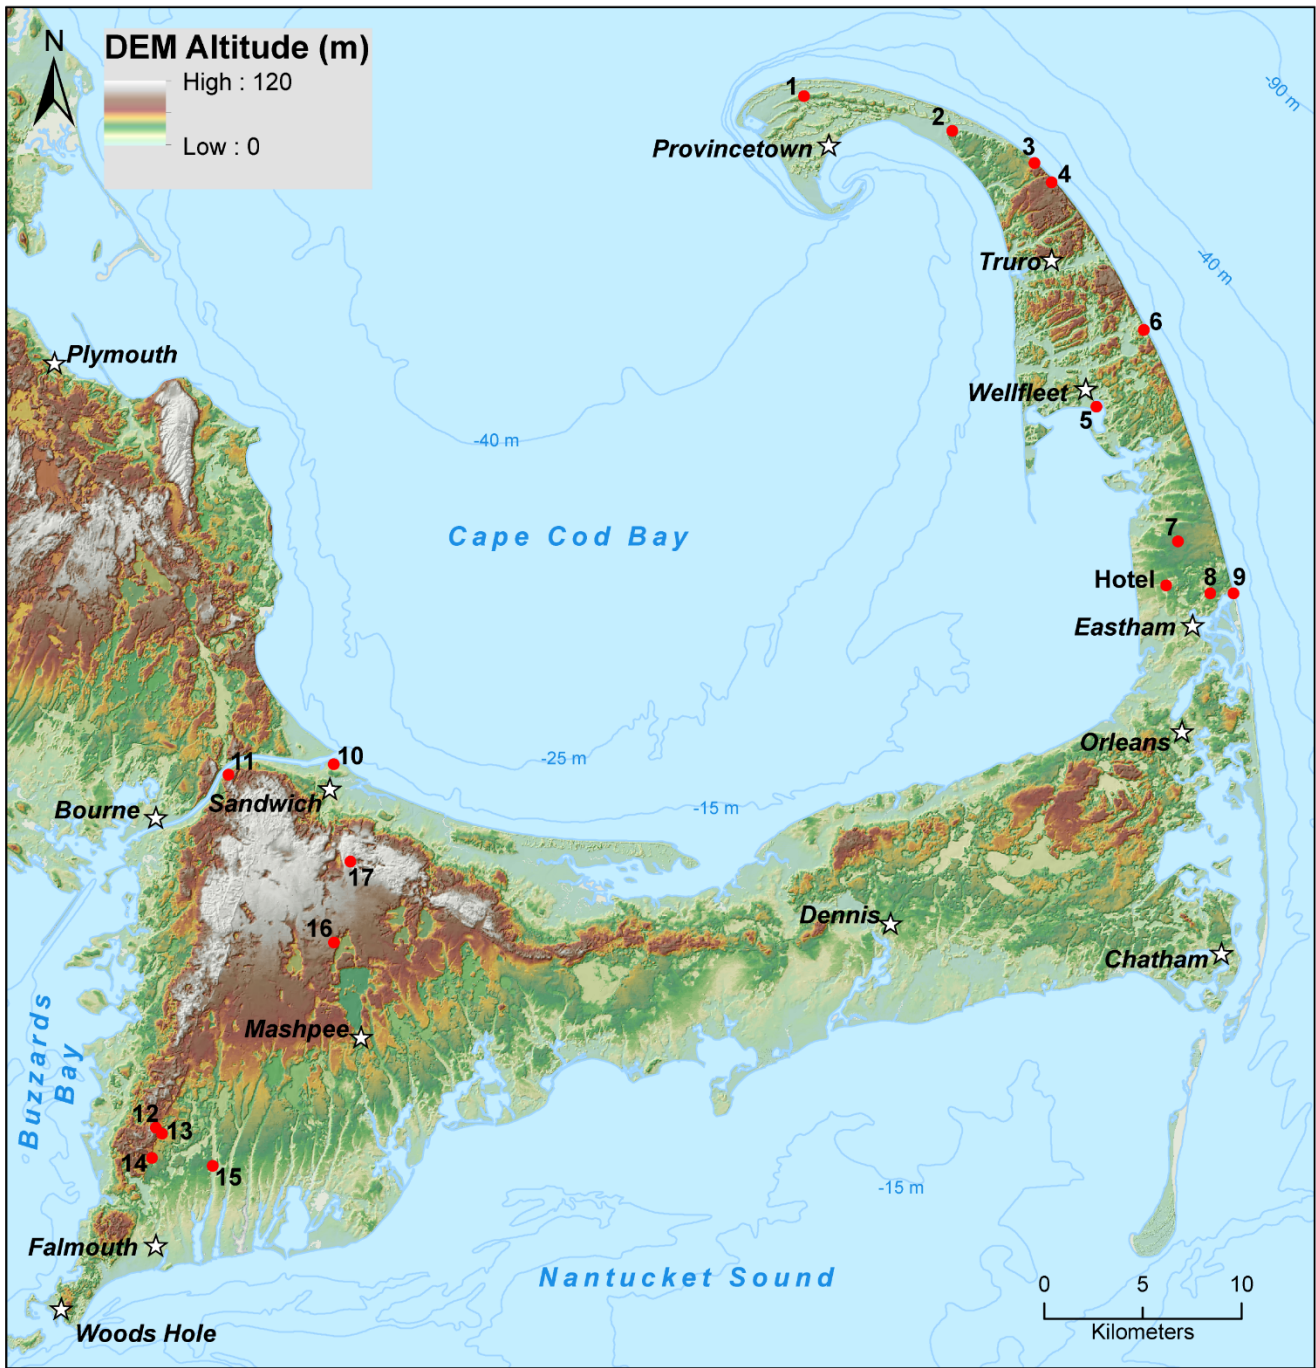 N
DEM Altitude (m)
High : 120
Low : 0
-90 m
1
2
Provincetown
3
4
Truro
-40 m
6
Plymouth
Wellfleet
5
-40 m
Cape Cod Bay
7
Hotel
8
9
Eastham
Orleans
10
11
-25 m
Sandwich
Bourne
-15 m
17
Dennis
16
Chatham
Mashpee
Buzzards
Bay
12
13
14
15
-15 m
Falmouth
Nantucket Sound
0 5 10
Kilometers
Woods Hole